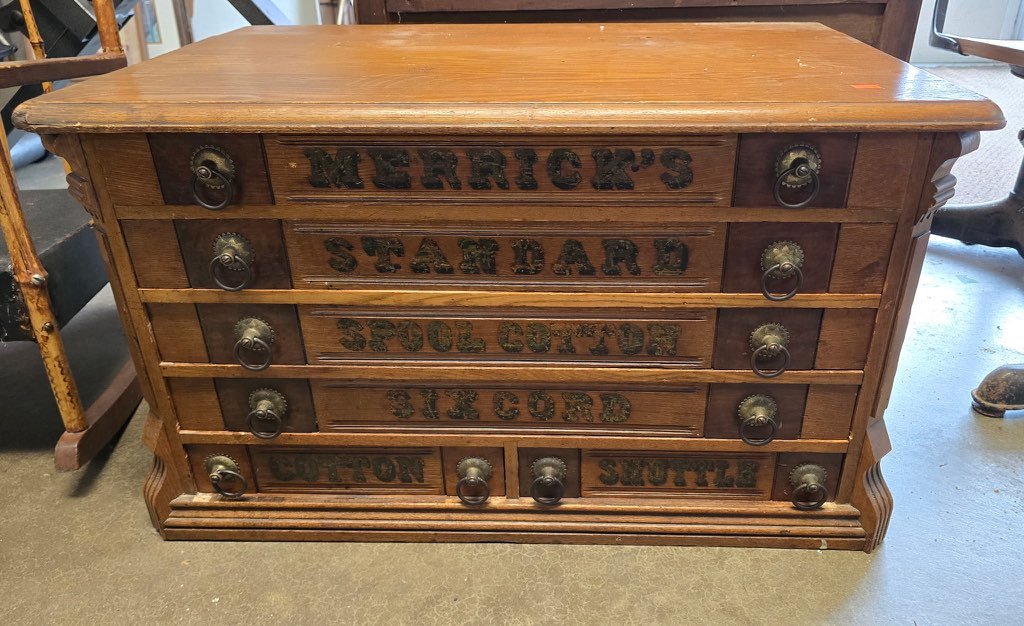 MERRICK'S
STANDARD
SPOOL COTTON
SIX CORD
COTTON SHUTTLE